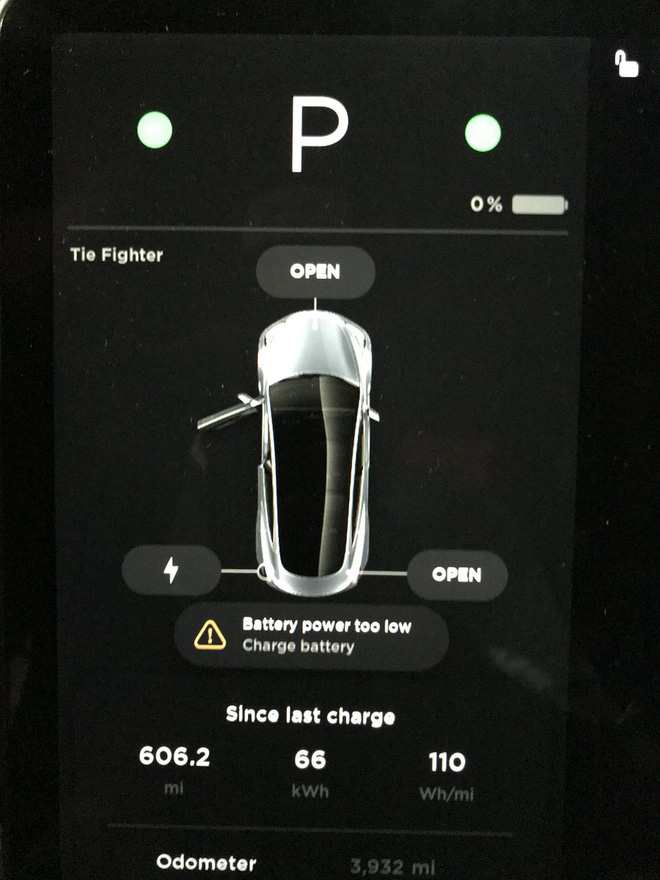 P
0 %
Tie Fighter
OPEN
OPEN
Battery power too low
Charge battery
Since last charge
606.2 66 110
mi kWh Wh/mi
Odometer 3,932 mi